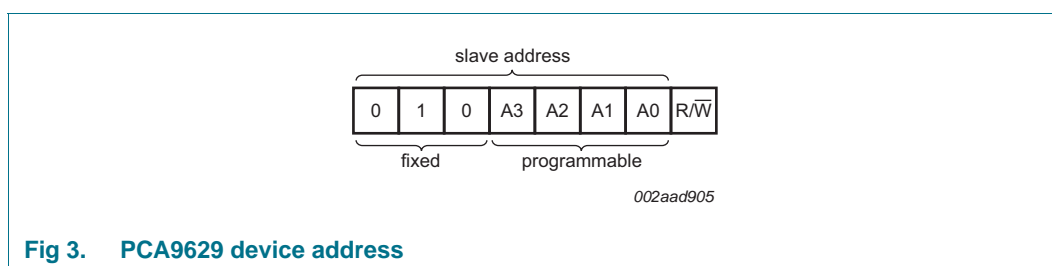 slave address
0 1 0 A3 A2 A1 A0 R/W̅
fixed programmable
002aad905
Fig 3. PCA9629 device address